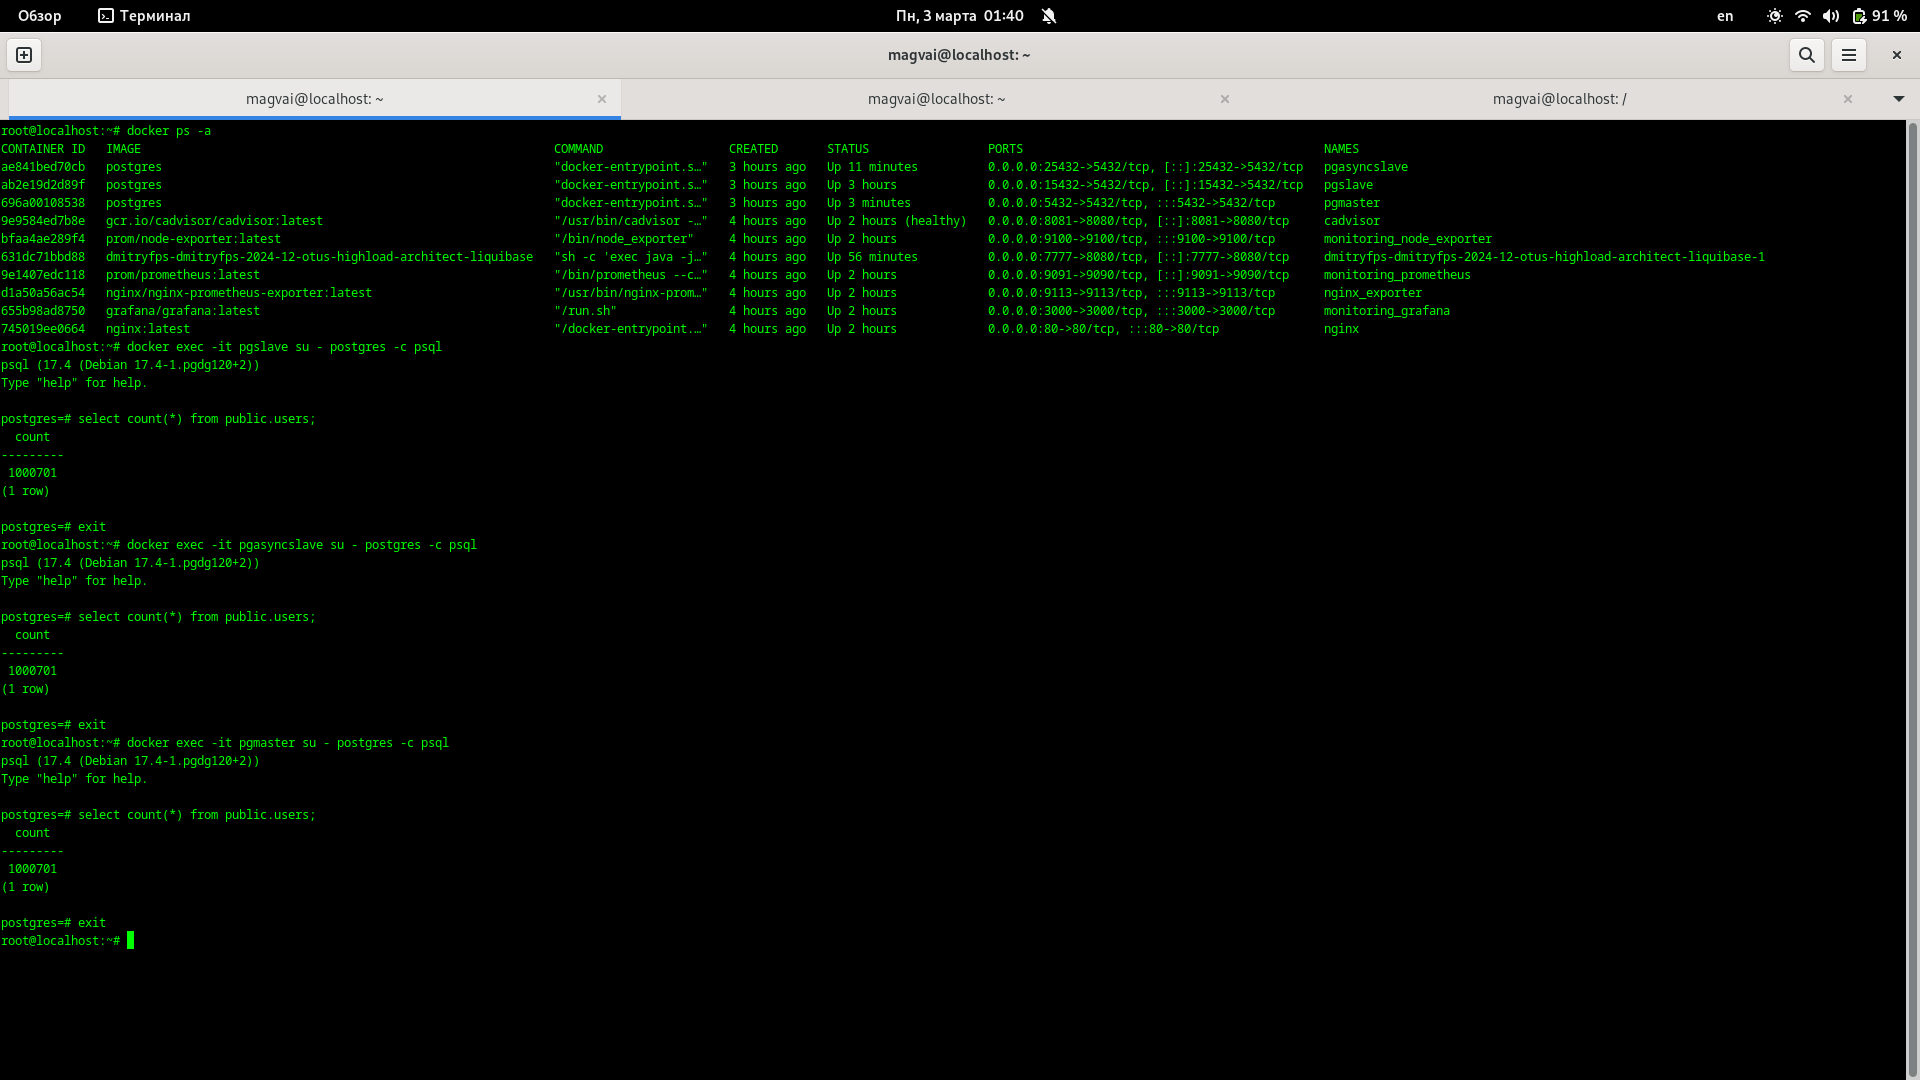 Обзор Терминал Пн, 3 марта 01:40 en 91 %
magvai@localhost: ~
magvai@localhost: ~ magvai@localhost: ~ magvai@localhost: /
root@localhost:~# docker ps -a
CONTAINER ID IMAGE COMMAND CREATED STATUS PORTS NAMES
ae841bed70cb postgres "docker-entrypoint.s…" 3 hours ago Up 11 minutes 0.0.0.0:25432->5432/tcp, [::]:25432->5432/tcp pgasyncslave
ab2e19d2d89f postgres "docker-entrypoint.s…" 3 hours ago Up 3 hours 0.0.0.0:15432->5432/tcp, [::]:15432->5432/tcp pgslave
696a00108538 postgres "docker-entrypoint.s…" 3 hours ago Up 3 minutes 0.0.0.0:5432->5432/tcp, :::5432->5432/tcp pgmaster
9e9584ed7b8e gcr.io/cadvisor/cadvisor:latest "/usr/bin/cadvisor -…" 4 hours ago Up 2 hours (healthy) 0.0.0.0:8081->8080/tcp, [::]:8081->8080/tcp cadvisor
bfaa4ae289f4 prom/node-exporter:latest "/bin/node_exporter" 4 hours ago Up 2 hours 0.0.0.0:9100->9100/tcp, :::9100->9100/tcp monitoring_node_exporter
631dc71bbd88 dmitryfps-dmitryfps-2024-12-otus-highload-architect-liquibase "sh -c 'exec java -j…" 4 hours ago Up 56 minutes 0.0.0.0:7777->8080/tcp, [::]:7777->8080/tcp dmitryfps-dmitryfps-2024-12-otus-highload-architect-liquibase-1
9e1407edc118 prom/prometheus:latest "/bin/prometheus --c…" 4 hours ago Up 2 hours 0.0.0.0:9091->9090/tcp, [::]:9091->9090/tcp monitoring_prometheus
d1a50a56ac54 nginx/nginx-prometheus-exporter:latest "/usr/bin/nginx-prom…" 4 hours ago Up 2 hours 0.0.0.0:9113->9113/tcp, :::9113->9113/tcp nginx_exporter
655b98ad8750 grafana/grafana:latest "/run.sh" 4 hours ago Up 2 hours 0.0.0.0:3000->3000/tcp, :::3000->3000/tcp monitoring_grafana
745019ee0664 nginx:latest "/docker-entrypoint.…" 4 hours ago Up 2 hours 0.0.0.0:80->80/tcp, :::80->80/tcp nginx
root@localhost:~# docker exec -it pgslave su - postgres -c psql
psql (17.4 (Debian 17.4-1.pgdg120+2))
Type "help" for help.
postgres=# select count(*) from public.users;
count
---------
1000701
(1 row)
postgres=# exit
root@localhost:~# docker exec -it pgasyncslave su - postgres -c psql
psql (17.4 (Debian 17.4-1.pgdg120+2))
Type "help" for help.
postgres=# select count(*) from public.users;
count
---------
1000701
(1 row)
postgres=# exit
root@localhost:~# docker exec -it pgmaster su - postgres -c psql
psql (17.4 (Debian 17.4-1.pgdg120+2))
Type "help" for help.
postgres=# select count(*) from public.users;
count
---------
1000701
(1 row)
postgres=# exit
root@localhost:~#